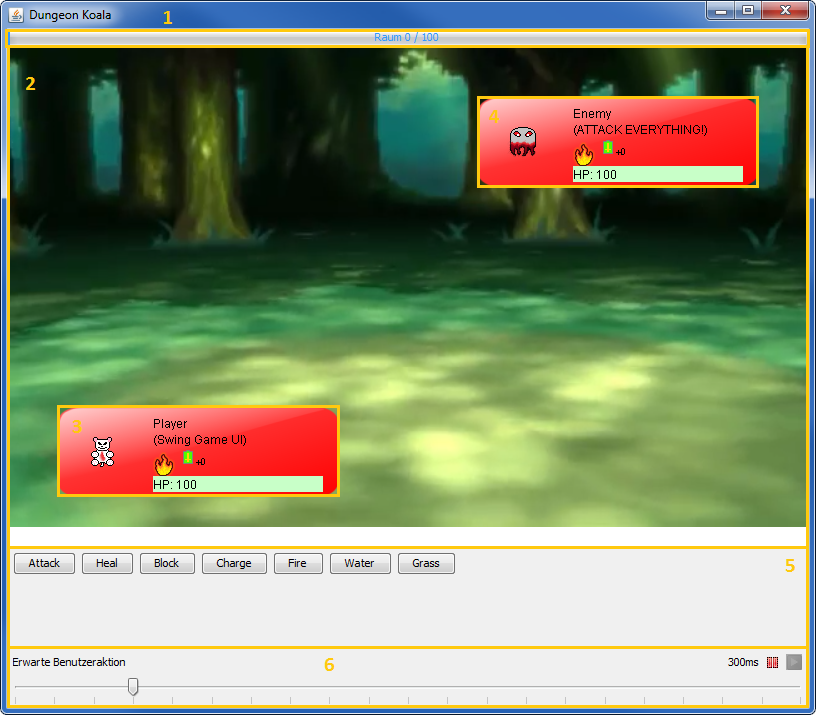 Dungeon Koala
1
Raum 0 / 100
2
4
Enemy
(ATTACK EVERYTHING!)
+0
HP: 100
3
Player
(Swing Game UI)
+0
HP: 100
Attack Heal Block Charge Fire Water Grass
5
Erwarte Benutzeraktion
6
300ms